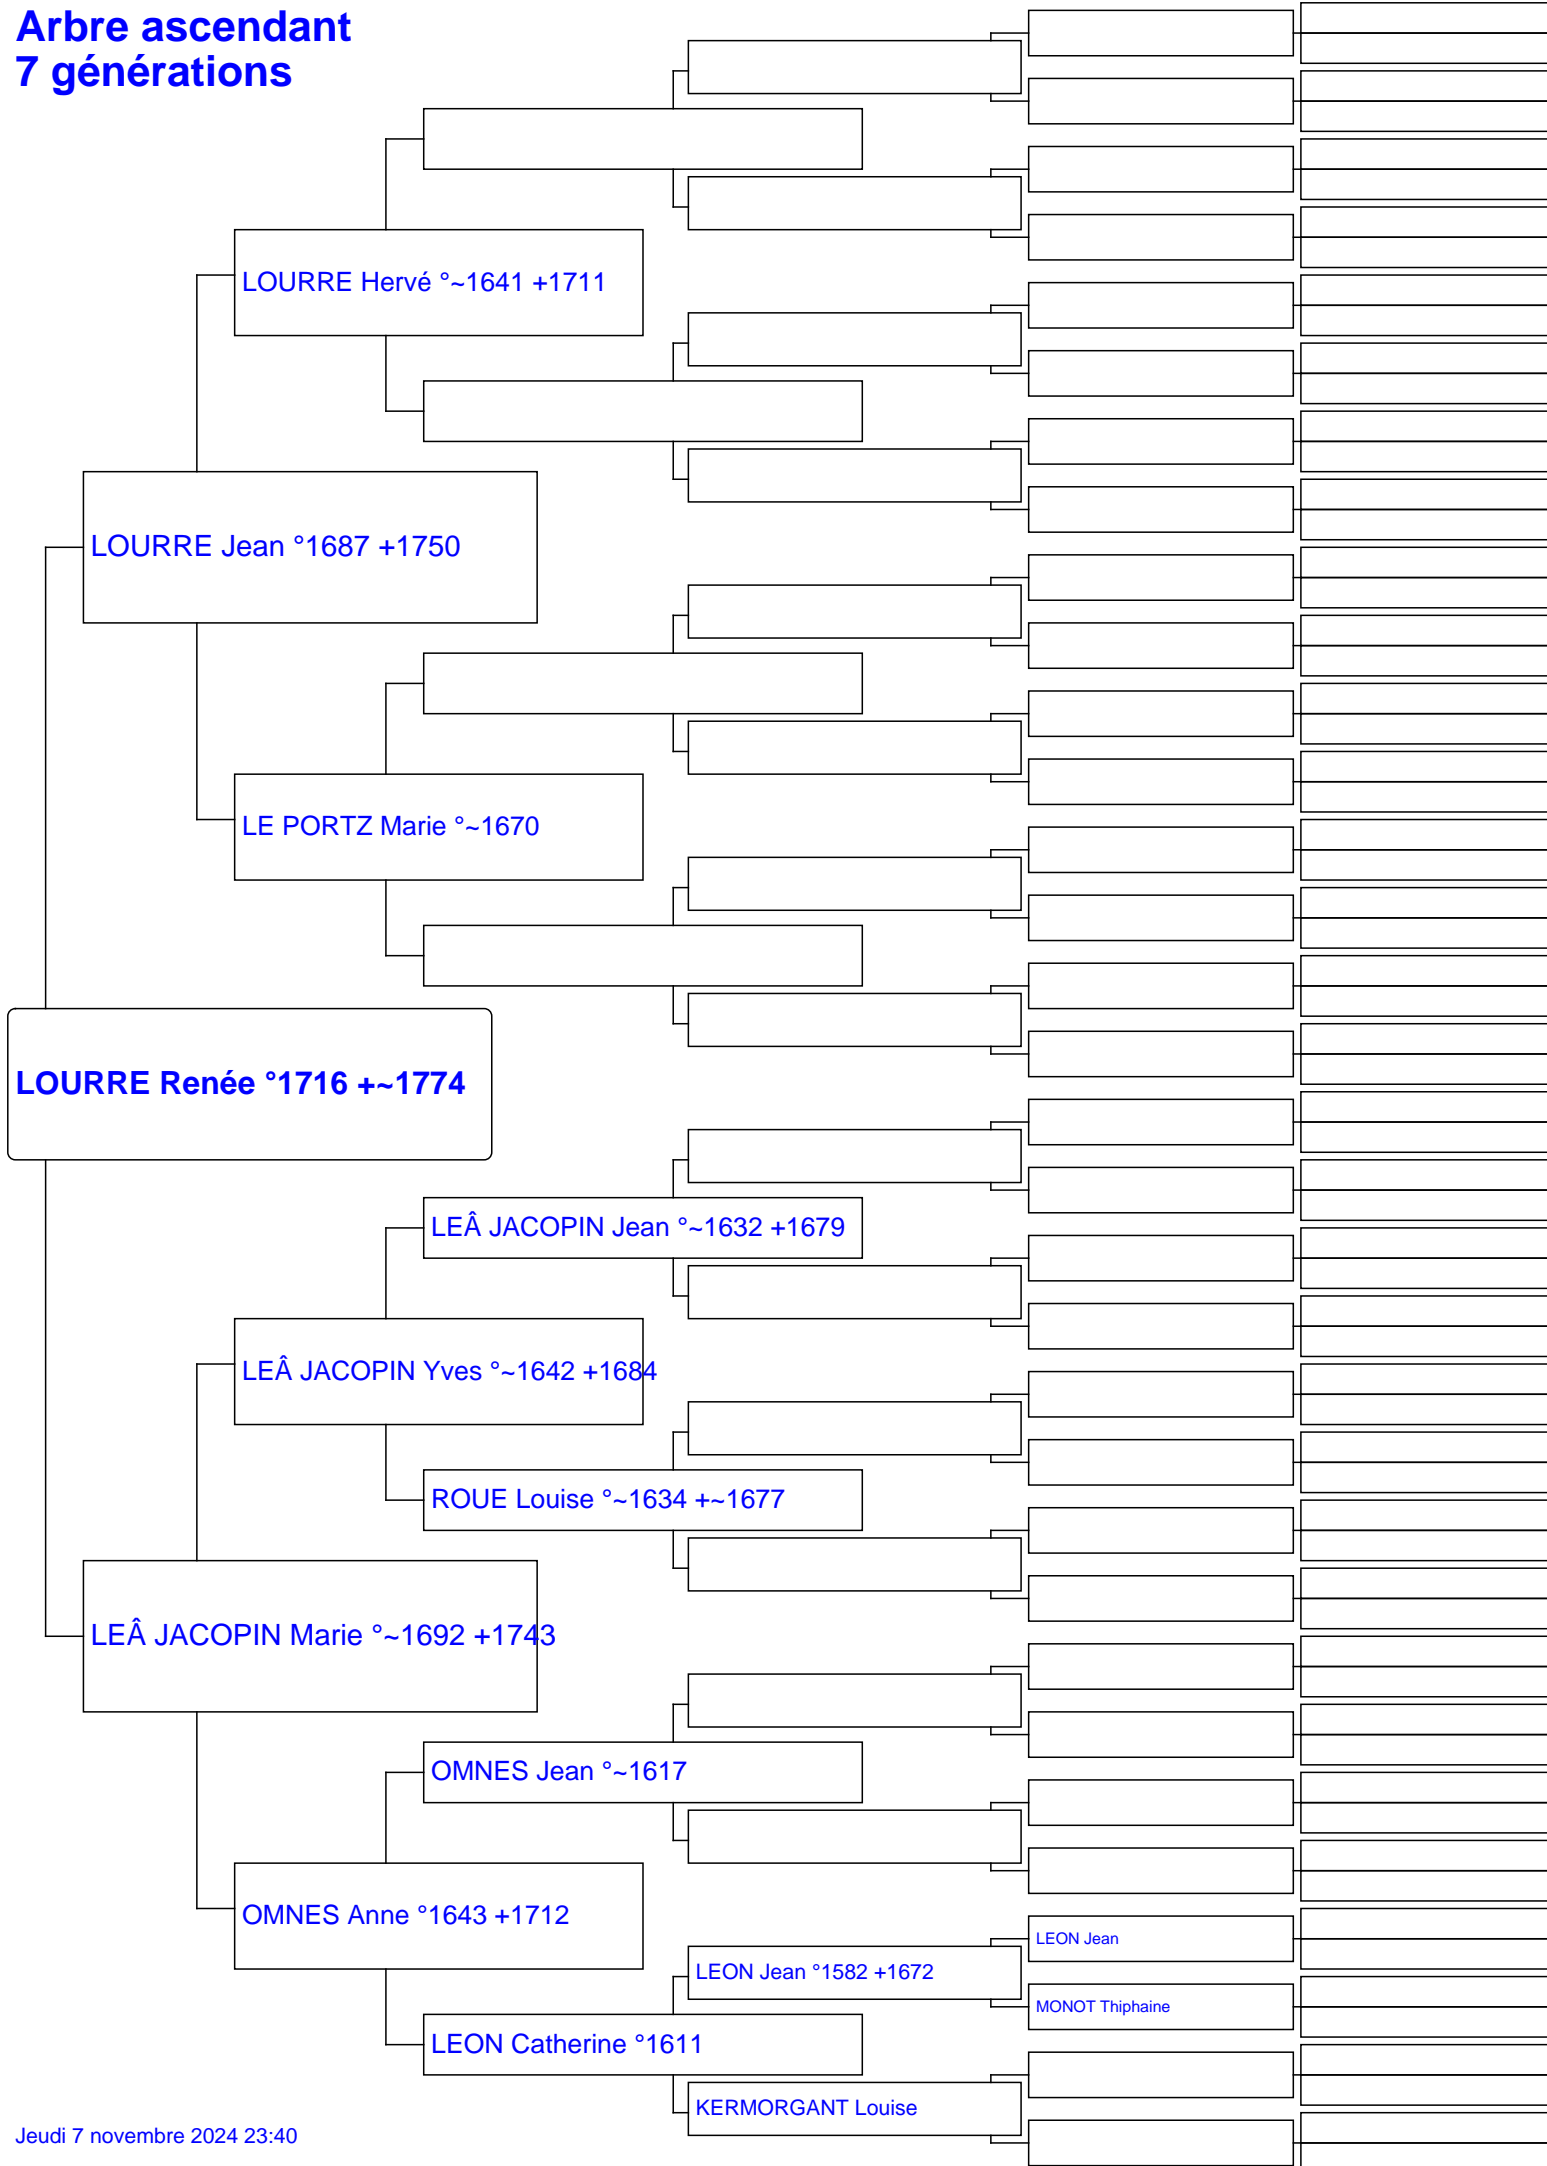 Arbre ascendant
7 générations
LOURRE Hervé °~1641 +1711
LOURRE Jean °1687 +1750
LE PORTZ Marie °~1670
LOURRE Renée °1716 +~1774
LEÂ JACOPIN Jean °~1632 +1679
LEÂ JACOPIN Yves °~1642 +1684
ROUE Louise °~1634 +~1677
LEÂ JACOPIN Marie °~1692 +1743
OMNES Jean °~1617
OMNES Anne °1643 +1712
LEON Jean
LEON Jean °1582 +1672
MONOT Thiphaine
LEON Catherine °1611
KERMORGANT Louise
Jeudi 7 novembre 2024 23:40